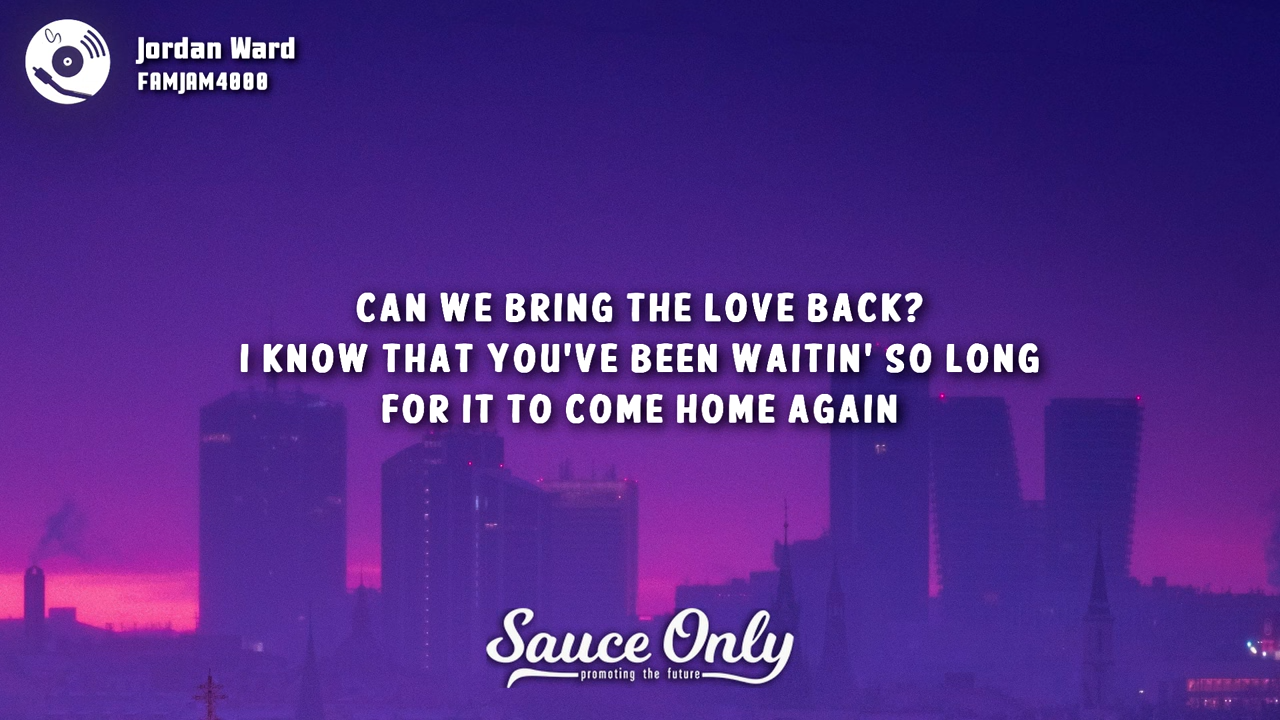 Jordan Ward
FAMJAM4000
CAN WE BRING THE LOVE BACK?
I KNOW THAT YOU'VE BEEN WAITIN' SO LONG
FOR IT TO COME HOME AGAIN
Sauce Only
promoting the future